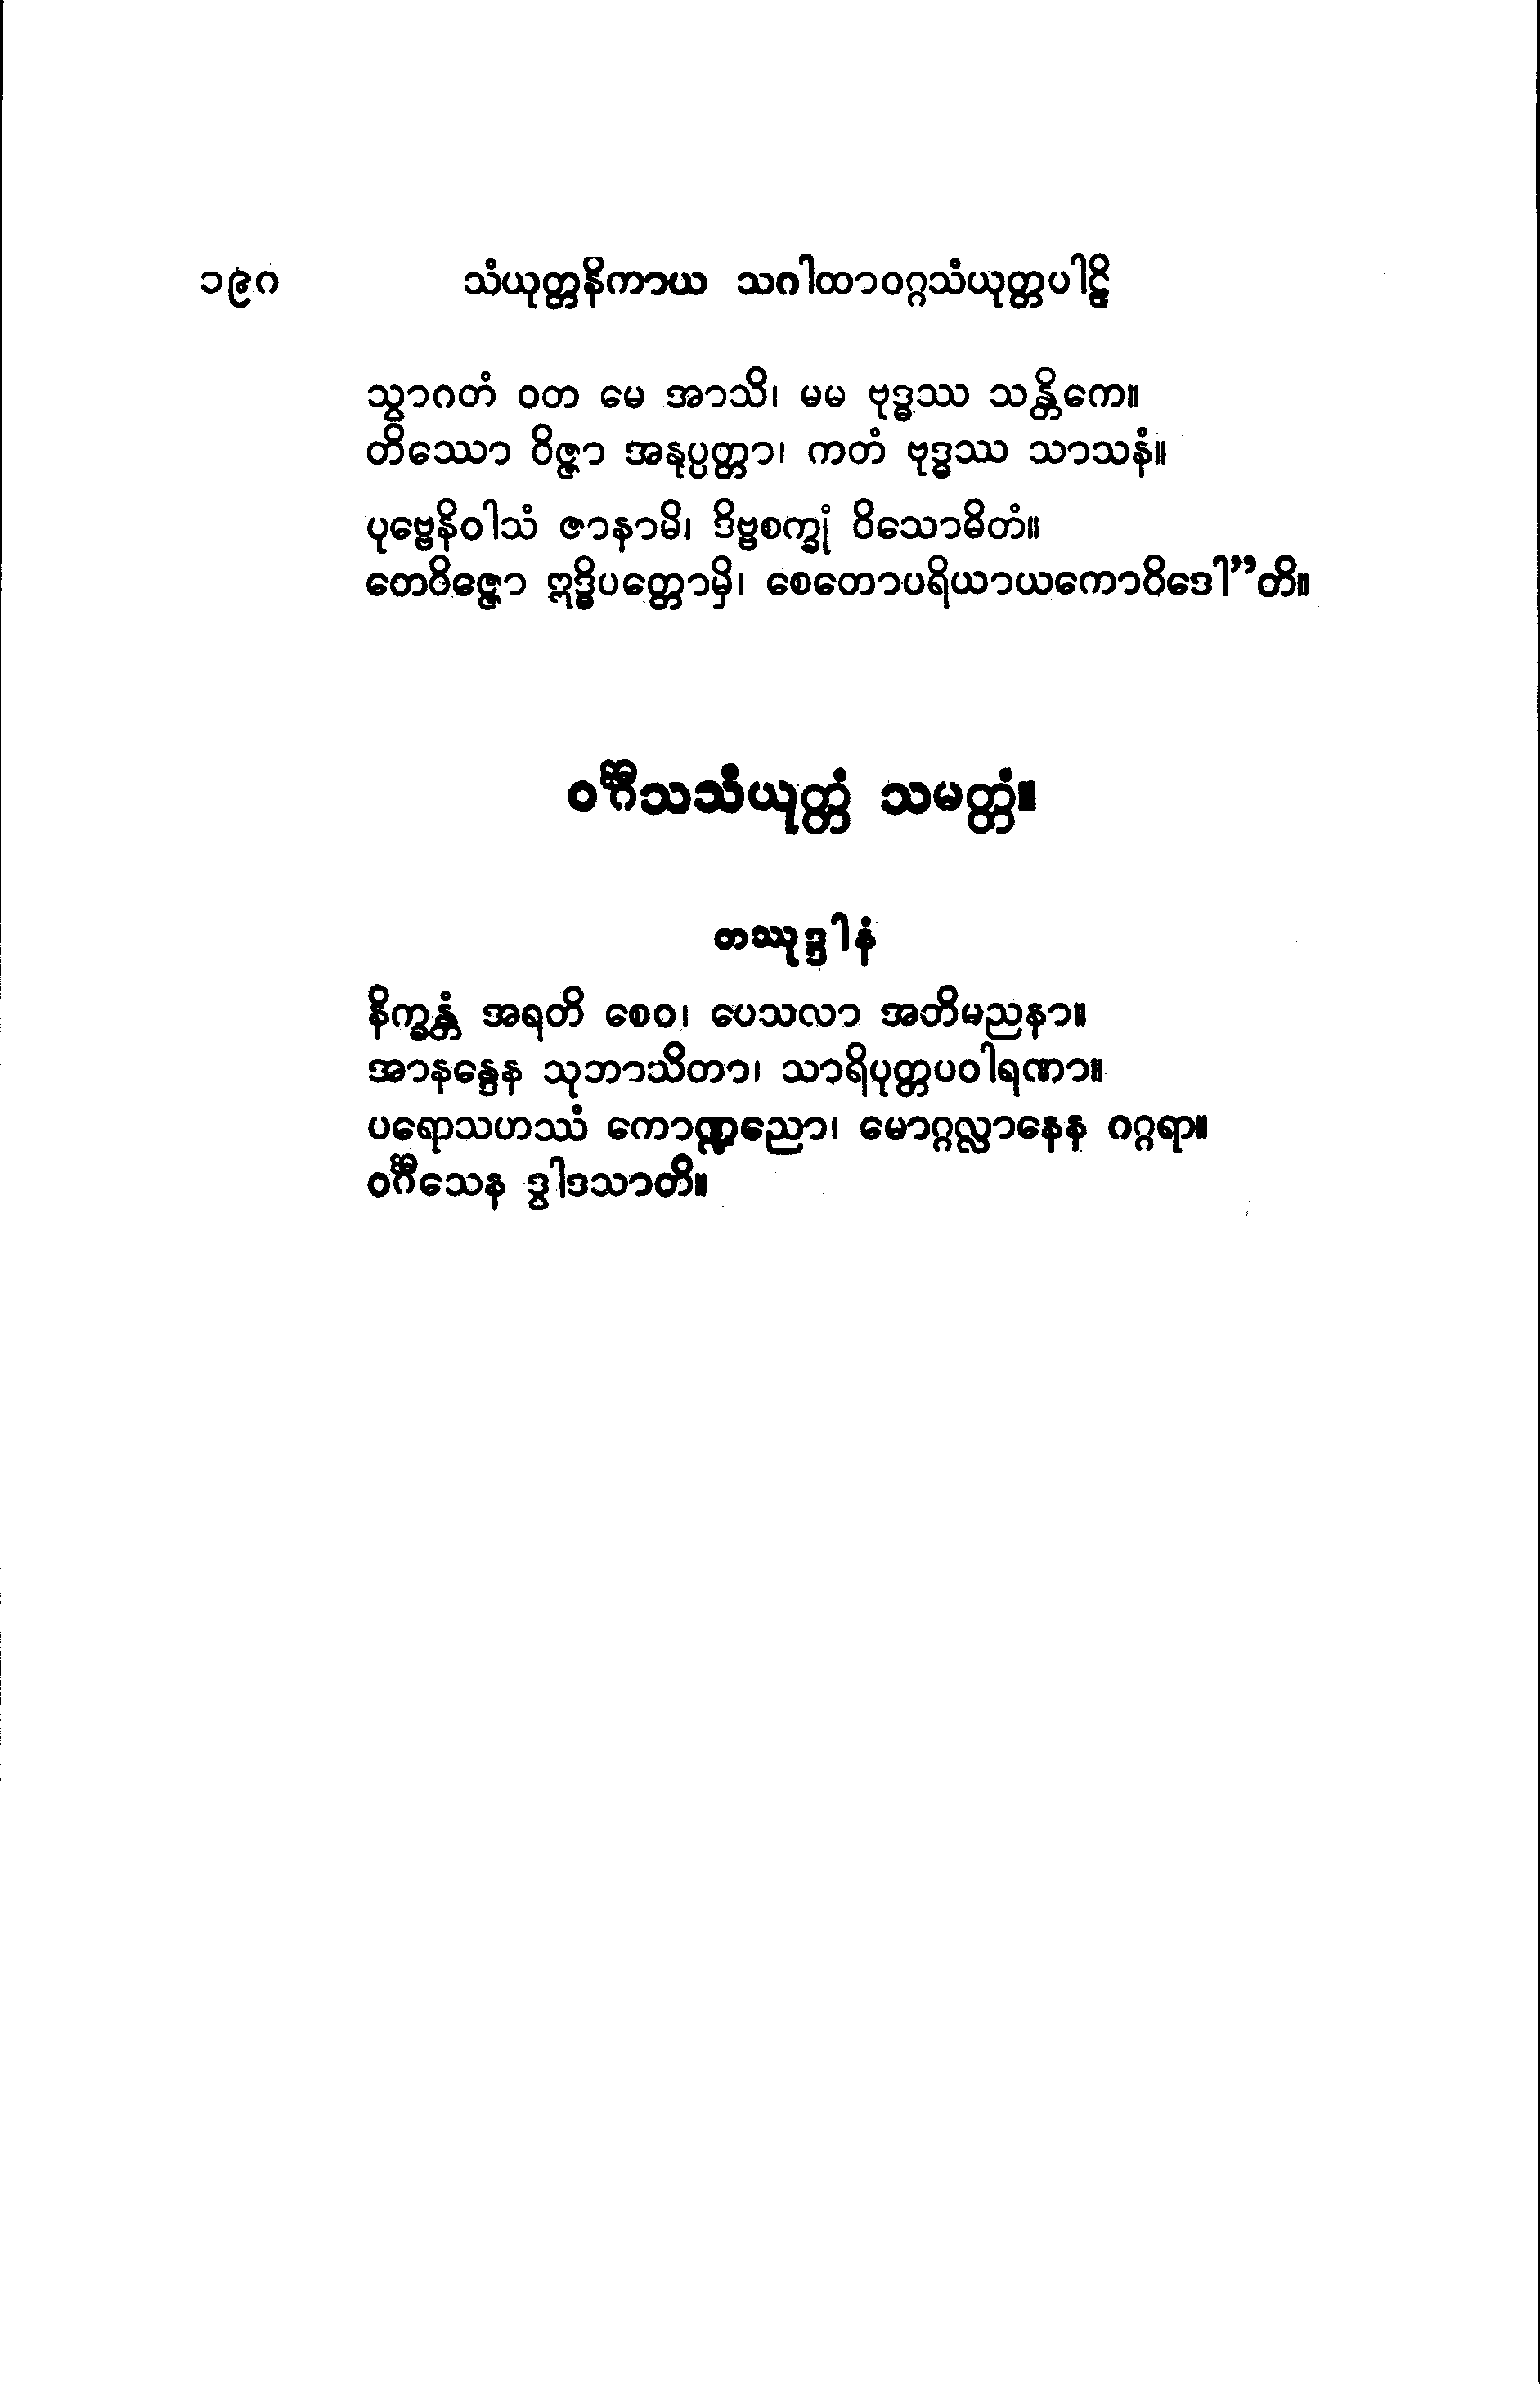 ၁၉ဂ သံယုတ္တနိကာယ သဂါထာဝဂ္ဂသံယုတ္တပါဠိ
သွာဂတံ ဝတ မေ အာသိ၊ မမ ဗုဒ္ဓဿ သန္တိကေ။
တိဿော ဝိဇ္ဇာ အနုပ္ပတ္တာ၊ ကတံ ဗုဒ္ဓဿ သာသနံ။
ပုဗ္ဗေနိဝါသံ ဇာနာမိ၊ ဒိဗ္ဗစက္ခုံ ဝိသောဓိတံ။
တေဝိဇ္ဇော ဣဒ္ဓိပတ္တောမှိ၊ စေတောပရိယာယကောဝိဒေါ”တိ။
ဝင်္ဂီသသံယုတ္တံ သမတ္တံ။
တဿုဒ္ဒါနံ
နိက္ခန္တံ အရတိ စေဝ၊ ပေသလာ အတိမညနာ။
အာနန္ဒေန သုဘာသိတာ၊ သာရိပုတ္တပဝါရဏာ။
ပရောသဟဿံ ကောဏ္ဍညော၊ မောဂ္ဂလ္လာနေန ဂဂ္ဂရာ။
ဝင်္ဂီသေန ဒွါဒသာတိ။